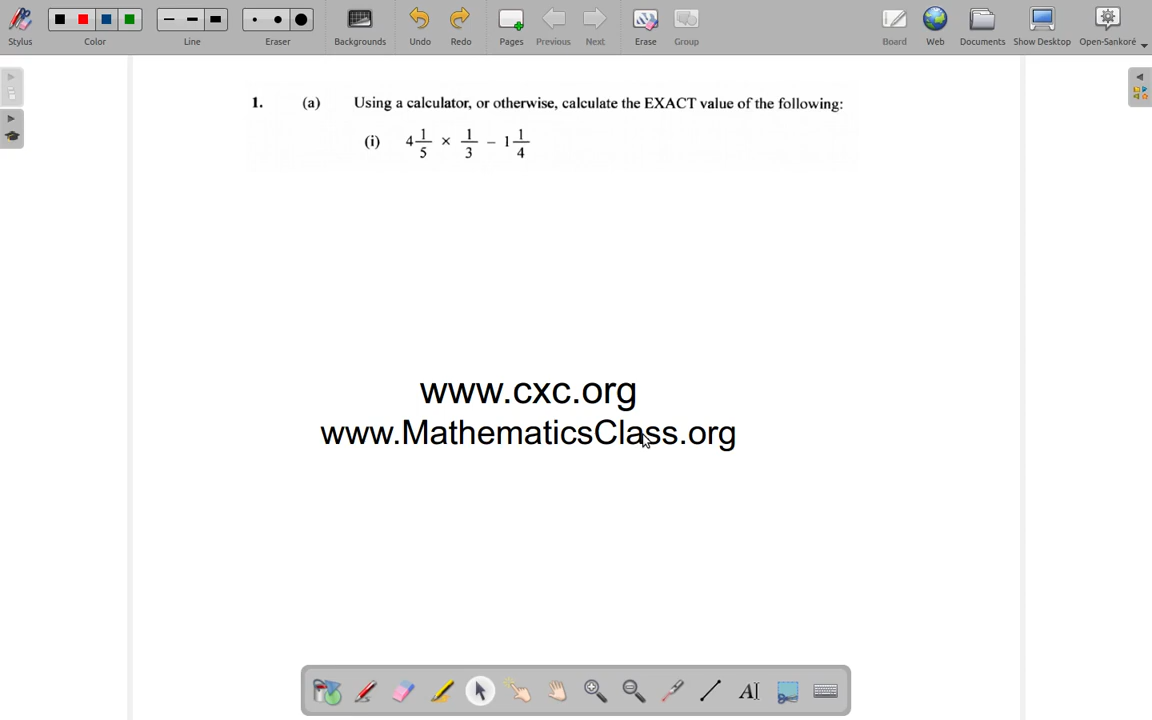 Stylus Color Line Eraser Backgrounds Undo Redo Pages Previous Next Erase Group Board Web Documents Show Desktop Open-Sankoré
1. (a) Using a calculator, or otherwise, calculate the EXACT value of the following:
(i) 4 1/5 × 1/3 – 1 1/4
www.cxc.org
www.MathematicsClass.org
AI